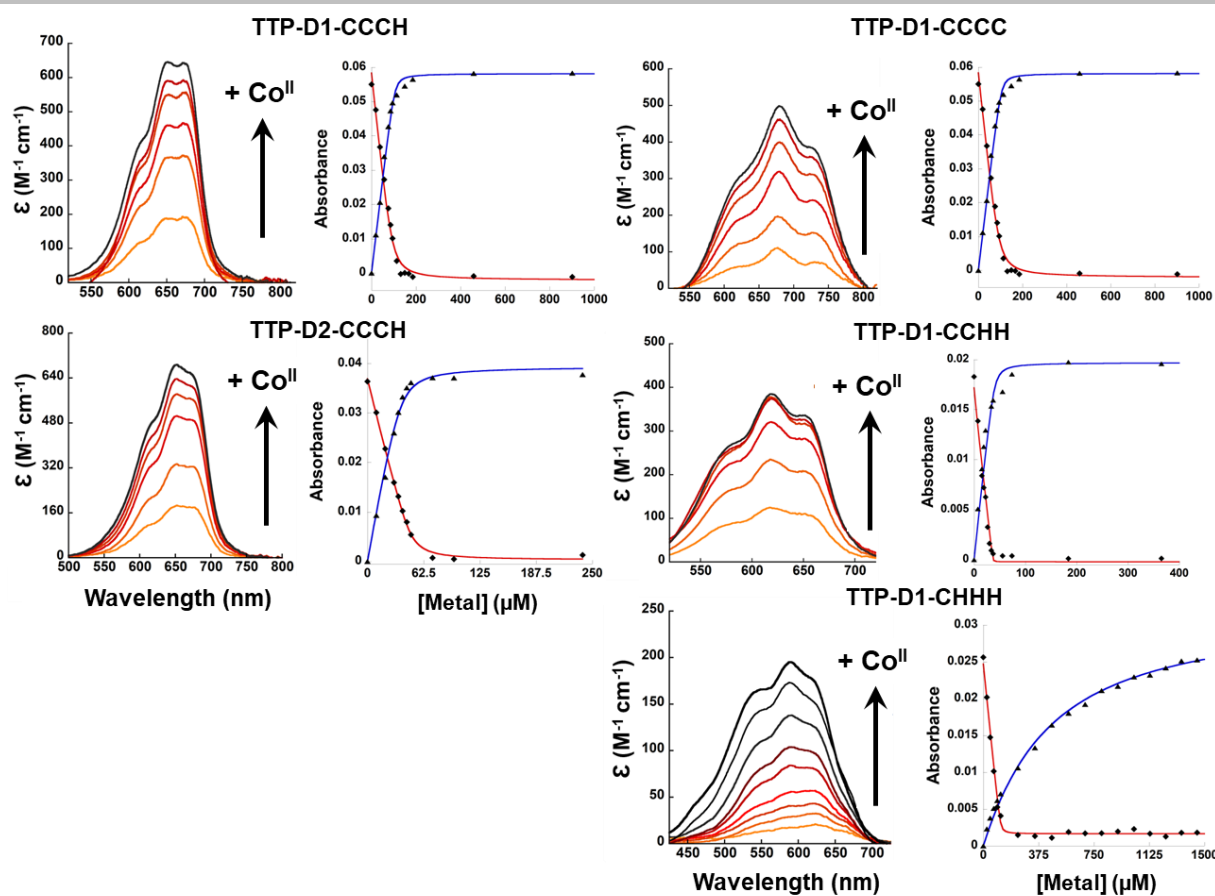 TTP-D1-CCCH
700
600
500
400
300
200
100
0
ε (M⁻¹ cm⁻¹)
+ Coᴵᴵ
550 600 650 700 750 800
0.06
0.05
0.04
0.03
0.02
0.01
0
Absorbance
0 200 400 600 800 1000
TTP-D1-CCCC
600
500
400
300
200
100
0
ε (M⁻¹ cm⁻¹)
+ Coᴵᴵ
550 600 650 700 750 800
0.06
0.05
0.04
0.03
0.02
0.01
0
Absorbance
0 200 400 600 800 1000
TTP-D2-CCCH
800
640
480
320
160
0
ε (M⁻¹ cm⁻¹)
+ Coᴵᴵ
500 550 600 650 700 750 800
Wavelength (nm)
0.04
0.03
0.02
0.01
0
Absorbance
0 62.5 125 187.5 250
[Metal] (µM)
TTP-D1-CCHH
500
400
300
200
100
0
ε (M⁻¹ cm⁻¹)
+ Coᴵᴵ
550 600 650 700
0.02
0.015
0.01
0.005
0
Absorbance
0 100 200 300 400
TTP-D1-CHHH
250
200
150
100
50
0
ε (M⁻¹ cm⁻¹)
+ Coᴵᴵ
450 500 550 600 650 700
Wavelength (nm)
0.03
0.025
0.02
0.015
0.01
0.005
0
Absorbance
0 375 750 1125 1500
[Metal] (µM)